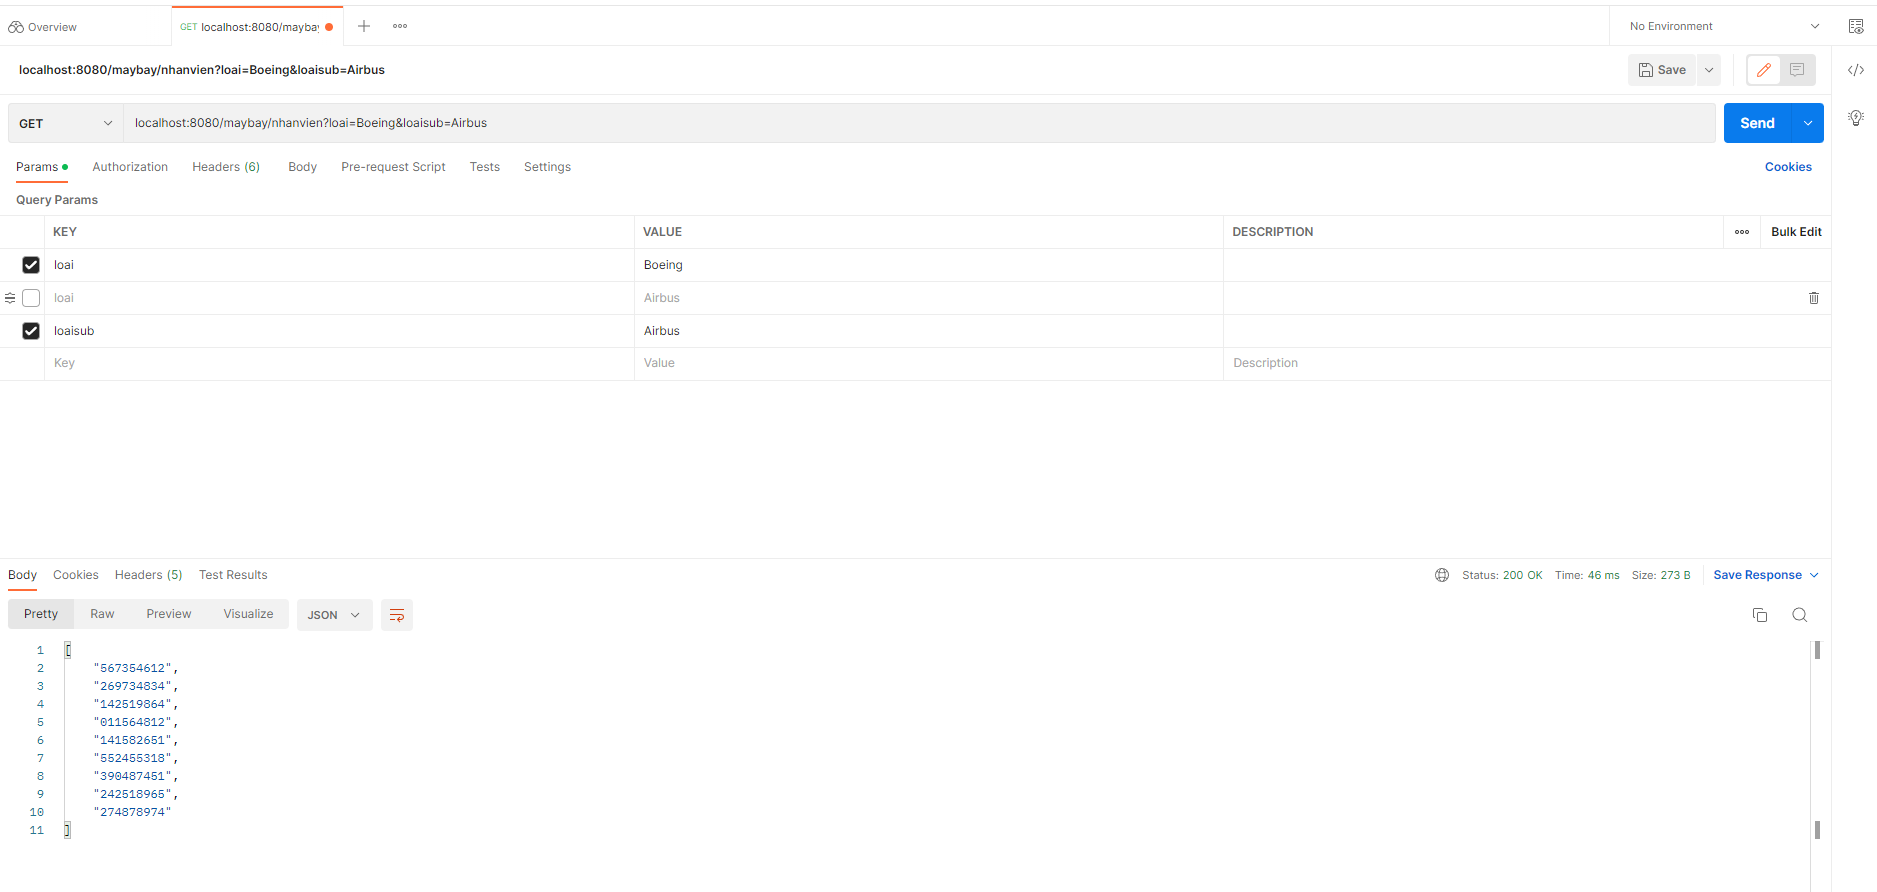 Overview
GET localhost:8080/maybay
No Environment
localhost:8080/maybay/nhanvien?loai=Boeing&loaisub=Airbus
Save
GET
localhost:8080/maybay/nhanvien?loai=Boeing&loaisub=Airbus
Send
Params Authorization Headers (6) Body Pre-request Script Tests Settings
Cookies
Query Params
KEY VALUE DESCRIPTION
Bulk Edit
loai Boeing
loai Airbus
loaisub Airbus
Key Value Description
Body Cookies Headers (5) Test Results
Status: 200 OK Time: 46 ms Size: 273 B Save Response
Pretty Raw Preview Visualize JSON
1 [
2 "567354612",
3 "269734834",
4 "142519864",
5 "011564812",
6 "141582651",
7 "552455318",
8 "390487451",
9 "242518965",
10 "274878974"
11 ]